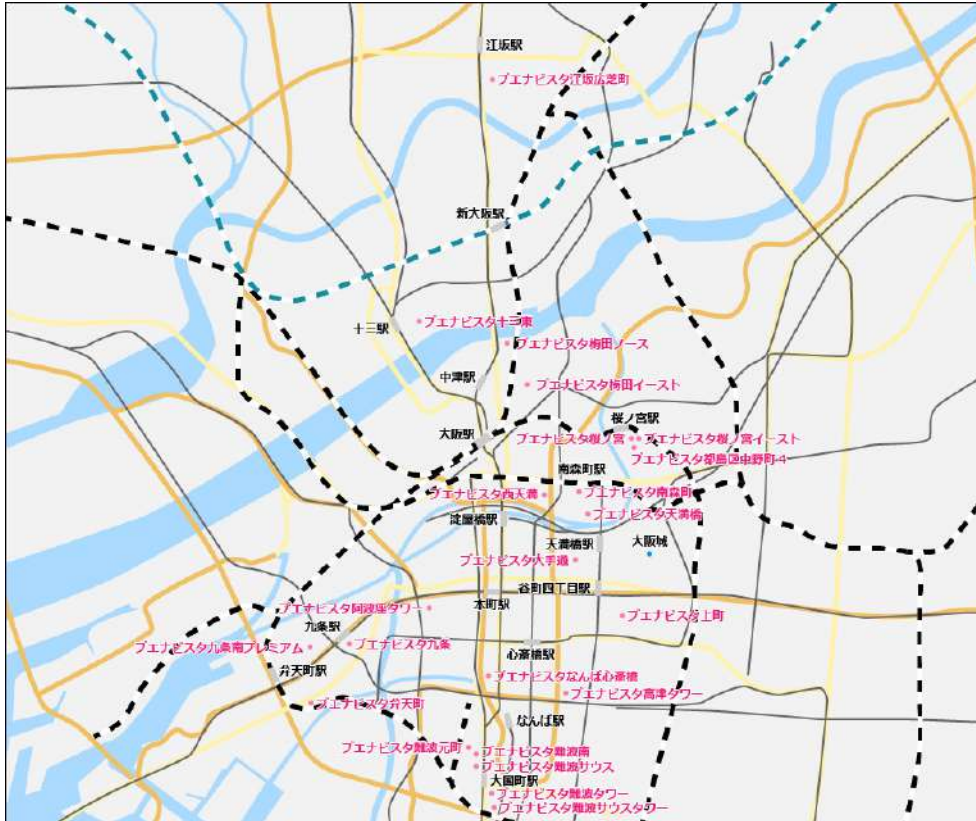 江坂駅
ブエナビスタ江坂広芝町
新大阪駅
十三駅
ブエナビスタ十三東
ブエナビスタ梅田ノース
中津駅
ブエナビスタ梅田イースト
桜ノ宮駅
大阪駅
ブエナビスタ桜ノ宮
ブエナビスタ桜ノ宮イースト
ブエナビスタ都島区中野町4
南森町駅
ブエナビスタ西天満
ブエナビスタ南森町
淀屋橋駅
ブエナビスタ天満橋
天満橋駅
大阪城
ブエナビスタ大手通
谷町四丁目駅
本町駅
ブエナビスタ阿波座タワー
ブエナビスタ上町
九条駅
ブエナビスタ九条南プレミアム
ブエナビスタ九条
心斎橋駅
弁天町駅
ブエナビスタなんば心斎橋
ブエナビスタ高津タワー
ブエナビスタ弁天町
なんば駅
ブエナビスタ難波元町
ブエナビスタ難波南
ブエナビスタ難波サウス
大国町駅
ブエナビスタ難波タワー
ブエナビスタ難波サウスタワー